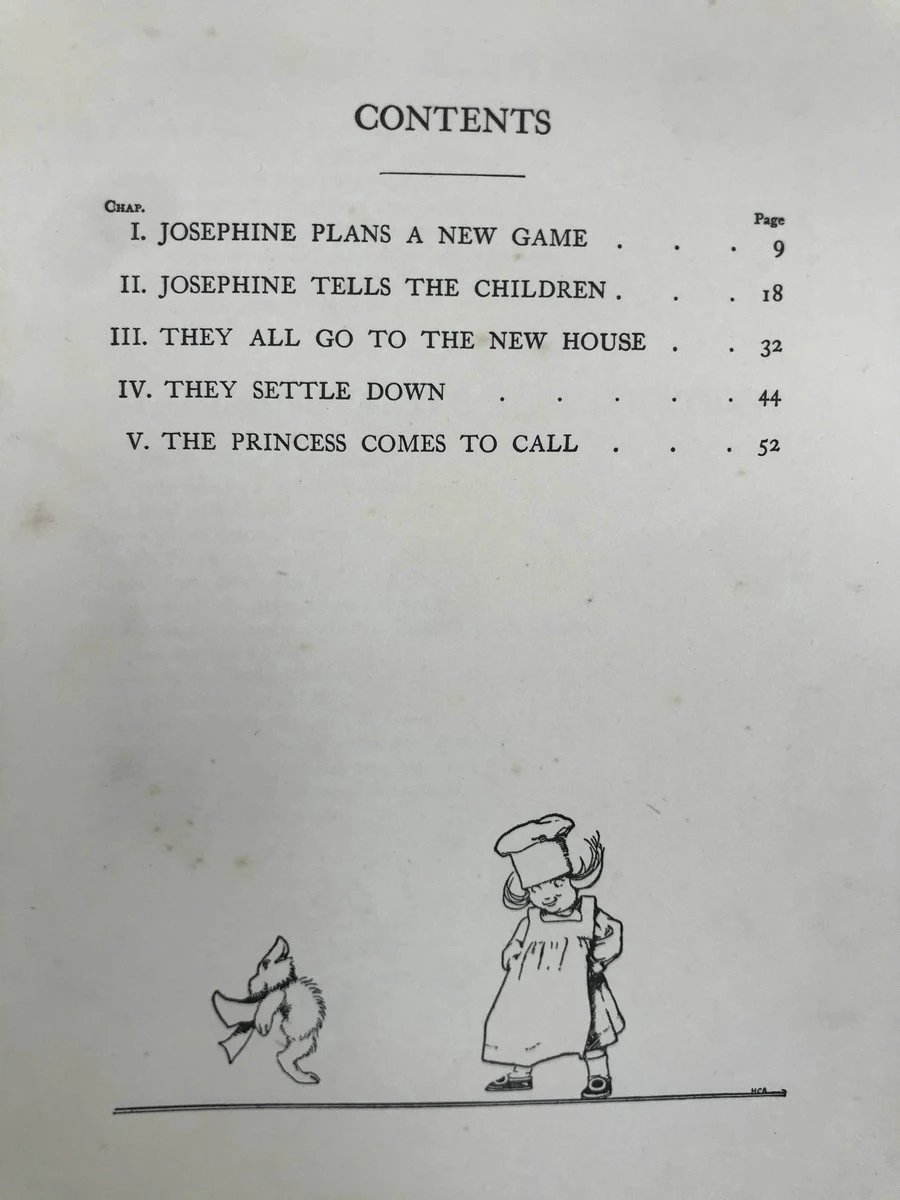 CONTENTS
CHAP.
Page
I. JOSEPHINE PLANS A NEW GAME . . . 9
II. JOSEPHINE TELLS THE CHILDREN . . . 18
III. THEY ALL GO TO THE NEW HOUSE . . 32
IV. THEY SETTLE DOWN . . . . . 44
V. THE PRINCESS COMES TO CALL . . . 52
HCA